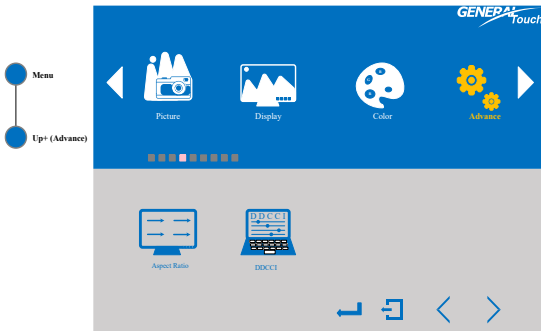 GENERAL
Touch
Menu
Up+ (Advance)
Picture
Display
Color
Advance
DDCCI
Aspect Ratio
DDCCI